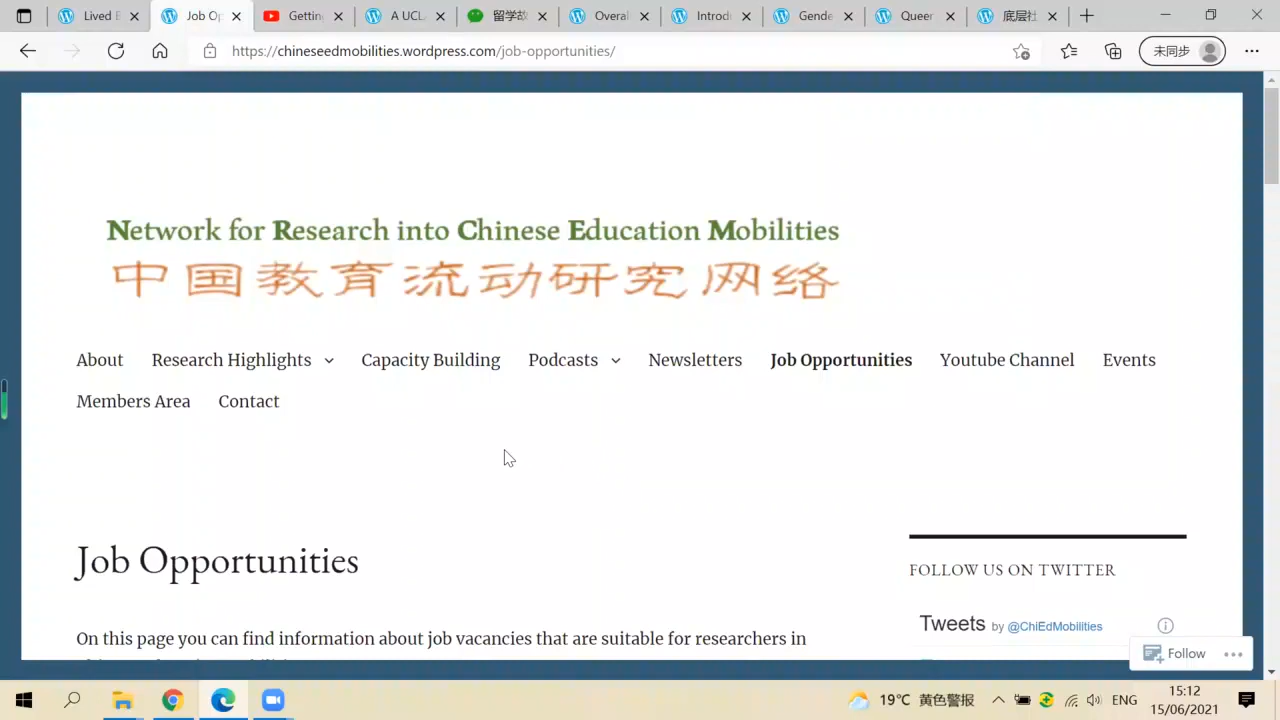 Lived E
Job Op
Getting
A UCL
留学故
Overal
Introdu
Gende
Queer
底层社
https://chineseedmobilities.wordpress.com/job-opportunities/
未同步
Network for Research into Chinese Education Mobilities
中国教育流动研究网络
About Research Highlights Capacity Building Podcasts Newsletters Job Opportunities Youtube Channel Events
Members Area Contact
Job Opportunities
On this page you can find information about job vacancies that are suitable for researchers in
FOLLOW US ON TWITTER
Tweets by @ChiEdMobilities
Follow
19°C 黄色警报
ENG
15:12
15/06/2021